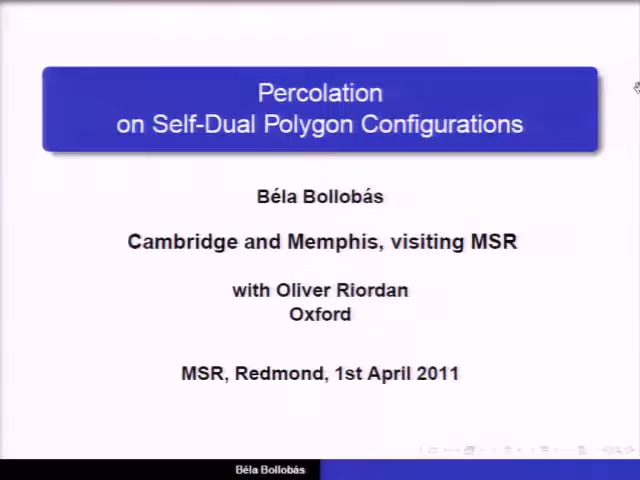 Percolation
on Self-Dual Polygon Configurations
Béla Bollobás
Cambridge and Memphis, visiting MSR
with Oliver Riordan
Oxford
MSR, Redmond, 1st April 2011
Béla Bollobás